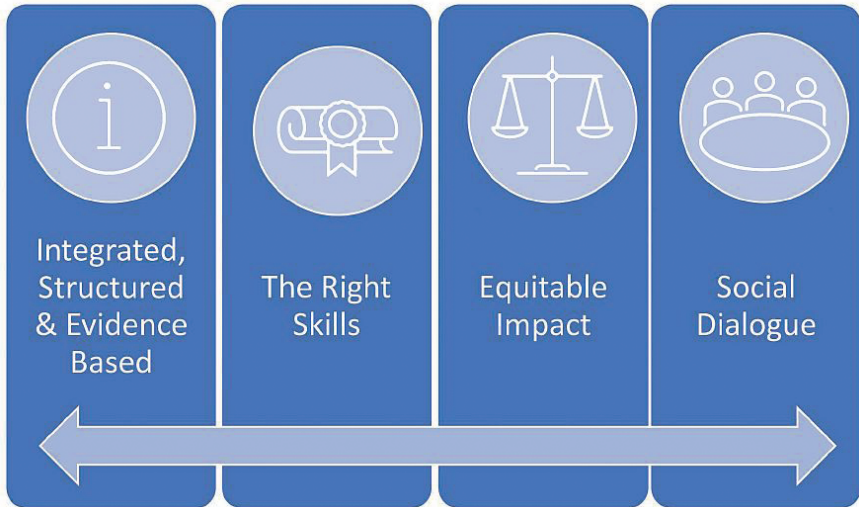 Integrated,
Structured
& Evidence
Based
The Right
Skills
Equitable
Impact
Social
Dialogue